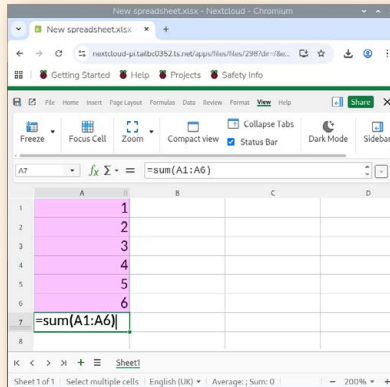 New spreadsheet.xlsx – Nextcloud – Chromium
New spreadsheet.xlsx
nextcloud-pi.tailbc0352.ts.net/apps/files/files/298?dir=/&e...
Getting Started Help Projects Safety Info
File Home Insert Page Layout Formulas Data Review Format View Help Share
Freeze Focus Cell Zoom Compact view Collapse Tabs Status Bar Dark Mode Sidebar
A7 =sum(A1:A6)
A B C D
1 1
2 2
3 3
4 4
5 5
6 6
7 =sum(A1:A6)
8
Sheet1
Sheet 1 of 1 Select multiple cells English (UK) Average: ; Sum: 0 200%